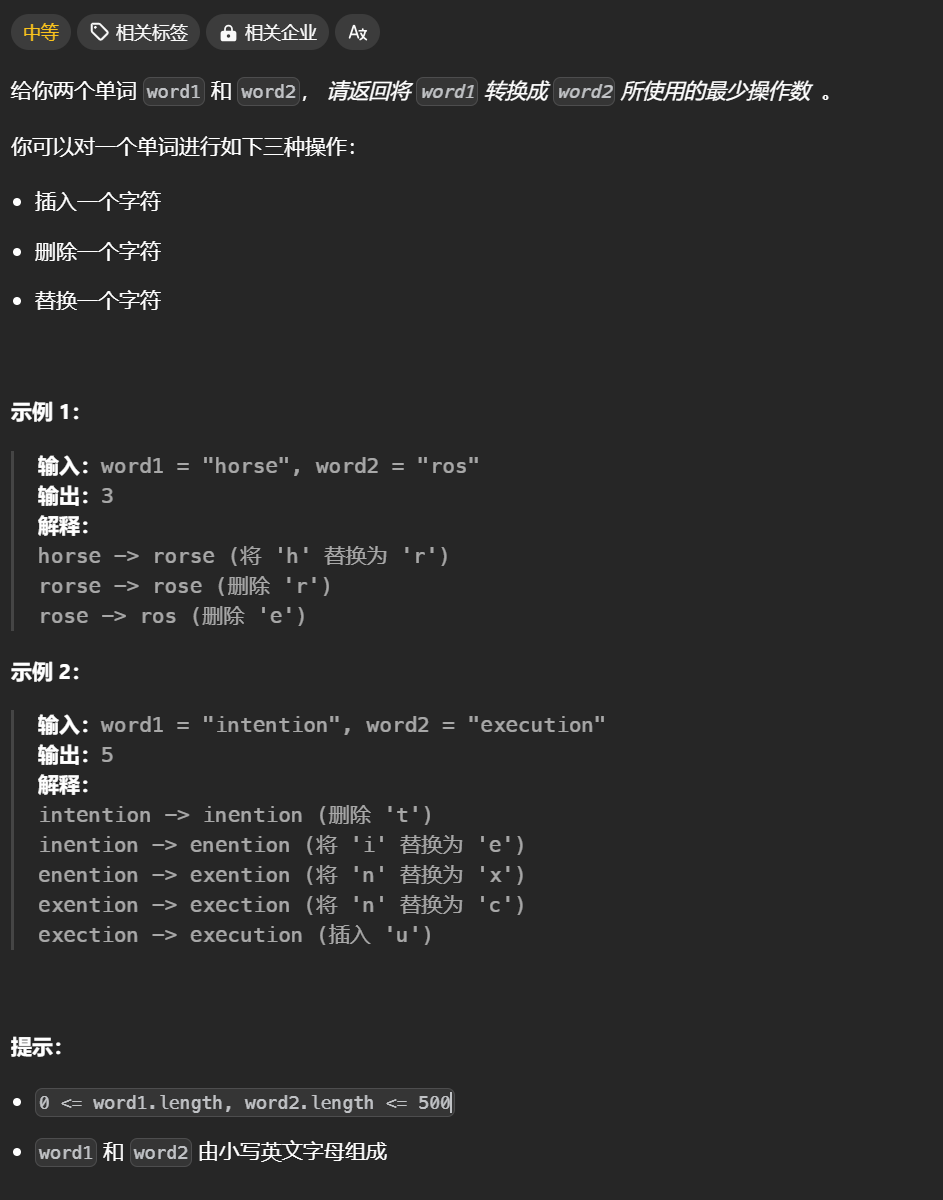 中等 相关标签 相关企业
给你两个单词 word1 和 word2, 请返回将 word1 转换成 word2 所使用的最少操作数 。
你可以对一个单词进行如下三种操作：
• 插入一个字符
• 删除一个字符
• 替换一个字符
示例 1：
输入：word1 = "horse", word2 = "ros"
输出：3
解释：
horse -> rorse (将 'h' 替换为 'r')
rorse -> rose (删除 'r')
rose -> ros (删除 'e')
示例 2：
输入：word1 = "intention", word2 = "execution"
输出：5
解释：
intention -> inention (删除 't')
inention -> enention (将 'i' 替换为 'e')
enention -> exention (将 'n' 替换为 'x')
exention -> exection (将 'n' 替换为 'c')
exection -> execution (插入 'u')
提示：
• 0 <= word1.length, word2.length <= 500
• word1 和 word2 由小写英文字母组成